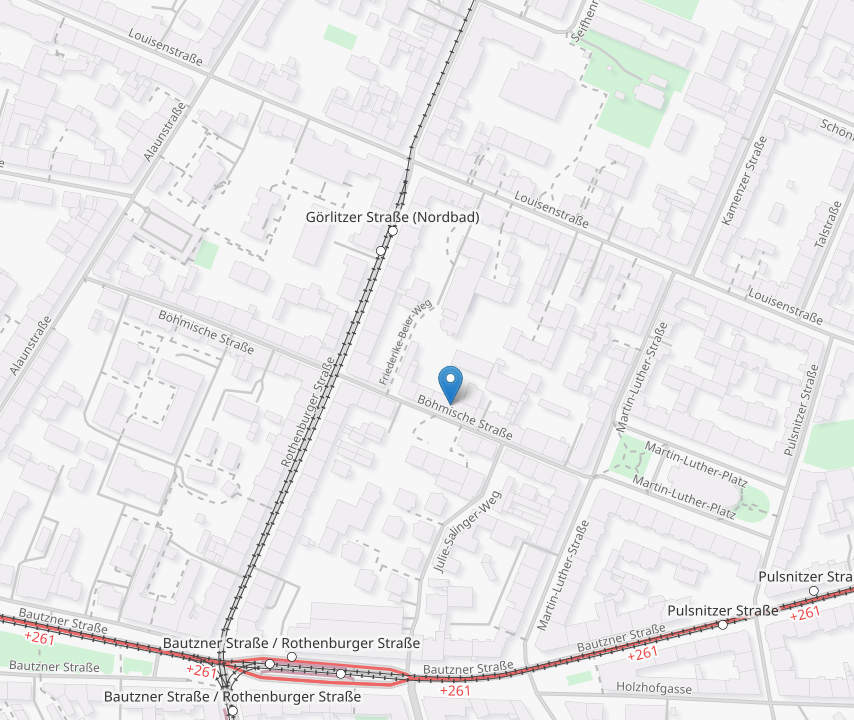 Seifhenn
Louisenstraße
Alaunstraße
Schön
Kamenzer Straße
Louisenstraße
Talstraße
Görlitzer Straße (Nordbad)
Louisenstraße
Friederike-Beier-Weg
Böhmische Straße
Alaunstraße
Martin-Luther-Straße
Pulsnitzer Straße
Rothenburger Straße
Böhmische Straße
Martin-Luther-Platz
Martin-Luther-Platz
Julie-Salinger-Weg
Martin-Luther-Straße
Pulsnitzer Stra
Pulsnitzer Straße
+261
Bautzner Straße
+261
Bautzner Straße / Rothenburger Straße
Bautzner Straße
+261
Bautzner Straße
+261
Bautzner Straße
+261
Holzhofgasse
Bautzner Straße / Rothenburger Straße